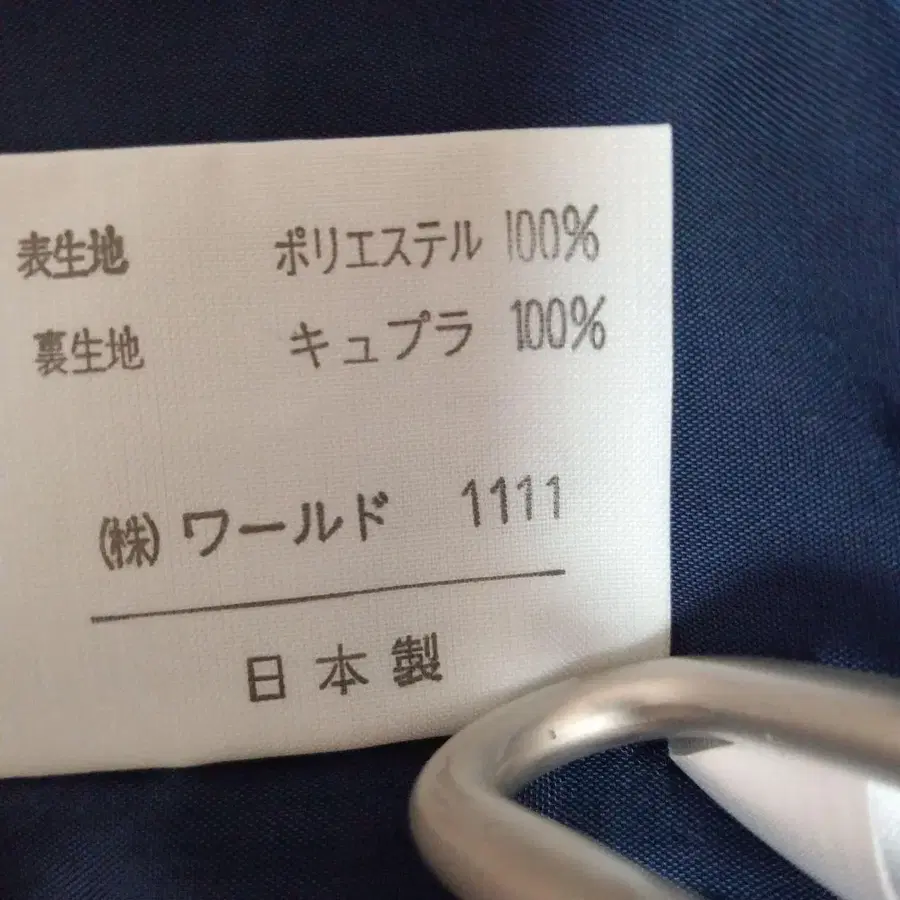 表生地 ポリエステル 100%
裏生地 キュプラ 100%
(株) ワールド 1111
日本製